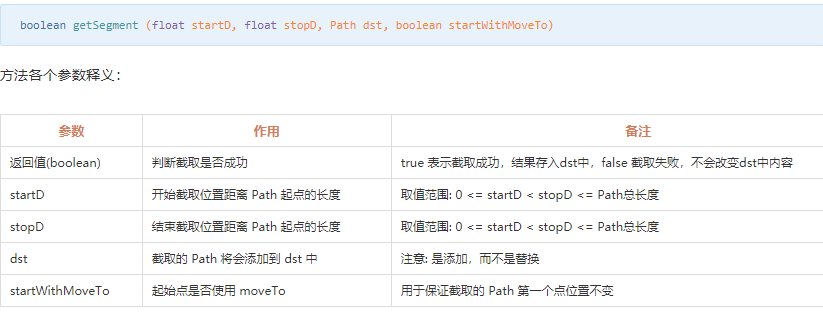 boolean getSegment (float startD, float stopD, Path dst, boolean startWithMoveTo)
方法各个参数释义：
参数 作用 备注
返回值(boolean) 判断截取是否成功 true 表示截取成功，结果存入dst中，false 截取失败，不会改变dst中内容
startD 开始截取位置距离 Path 起点的长度 取值范围: 0 <= startD < stopD <= Path总长度
stopD 结束截取位置距离 Path 起点的长度 取值范围: 0 <= startD < stopD <= Path总长度
dst 截取的 Path 将会添加到 dst 中 注意: 是添加，而不是替换
startWithMoveTo 起始点是否使用 moveTo 用于保证截取的 Path 第一个点位置不变